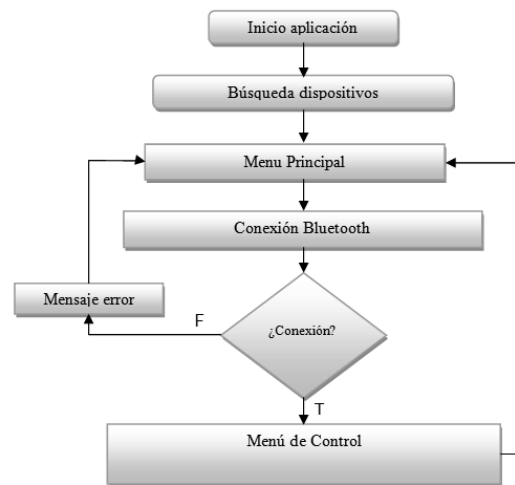 Inicio aplicación
Búsqueda dispositivos
Menu Principal
Conexión Bluetooth
Mensaje error
F
¿Conexión?
T
Menú de Control